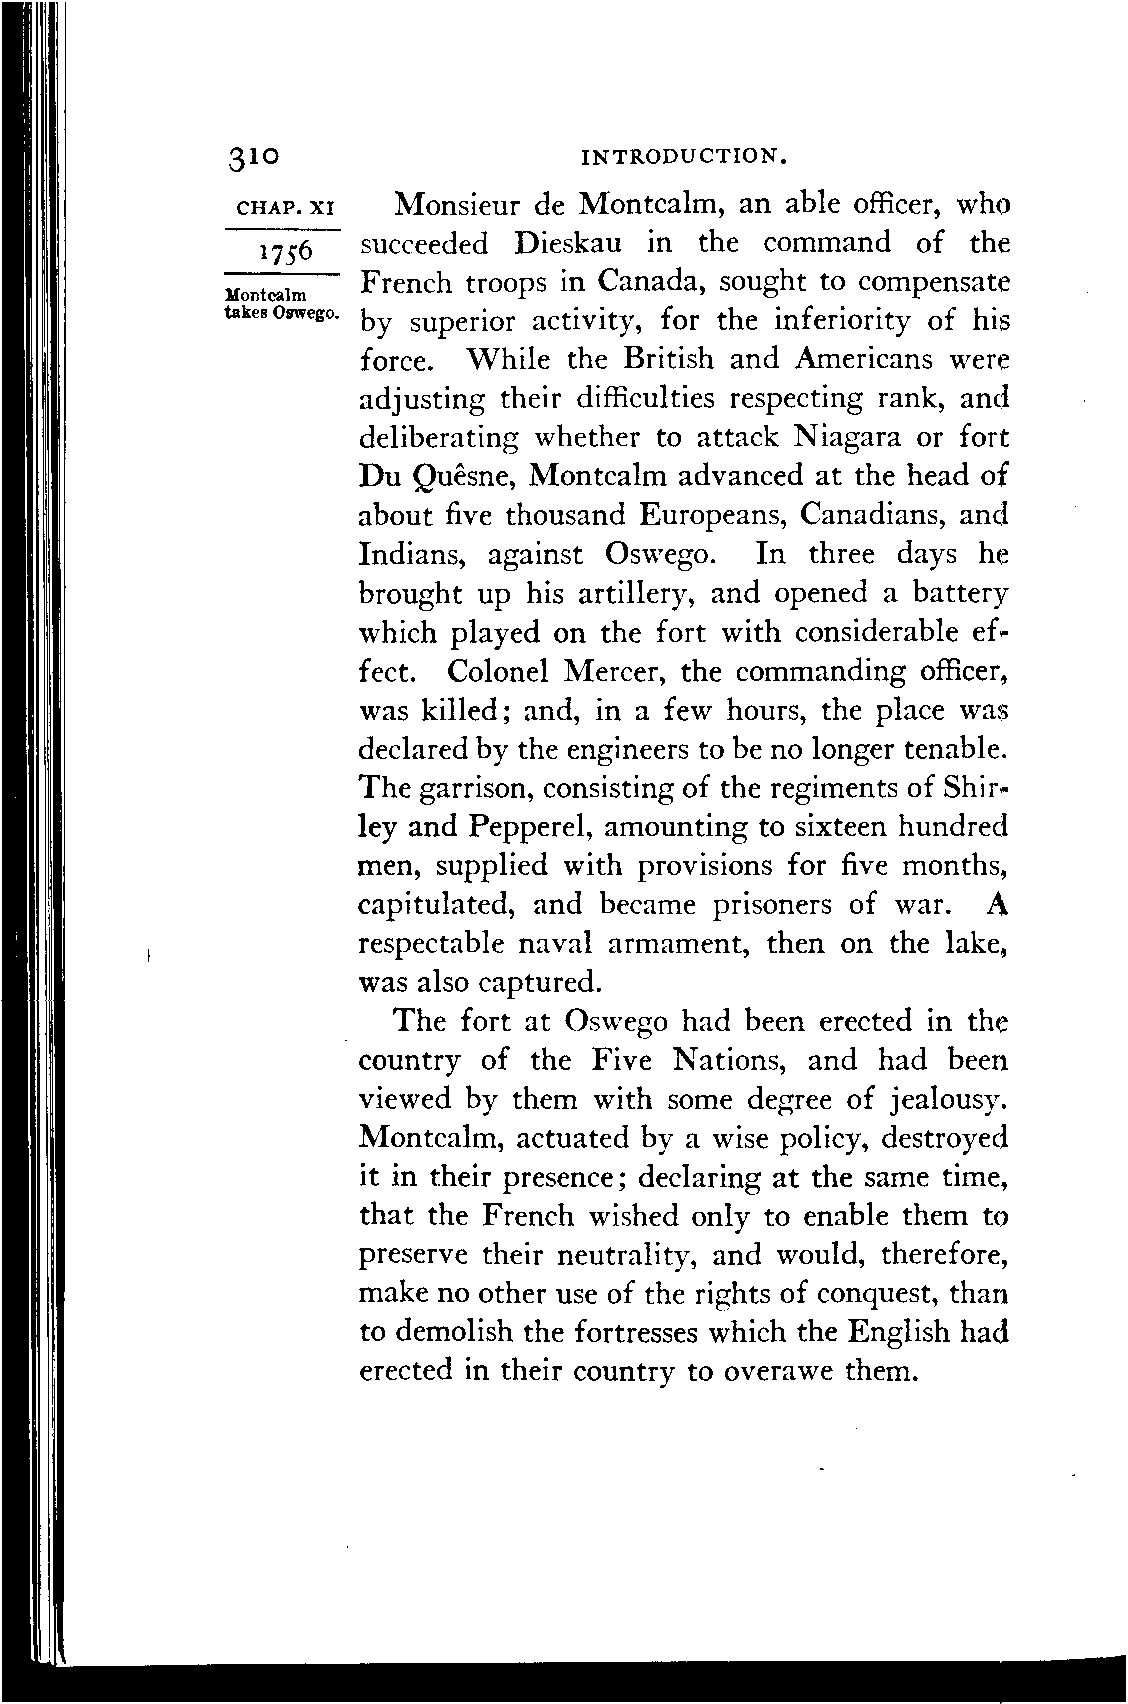 310
INTRODUCTION.
CHAP. XI
1756
Montcalm
takes Oswego.
Monsieur de Montcalm, an able officer, who
succeeded Dieskau in the command of the
French troops in Canada, sought to compensate
by superior activity, for the inferiority of his
force. While the British and Americans were
adjusting their difficulties respecting rank, and
deliberating whether to attack Niagara or fort
Du Quêsne, Montcalm advanced at the head of
about five thousand Europeans, Canadians, and
Indians, against Oswego. In three days he
brought up his artillery, and opened a battery
which played on the fort with considerable ef-
fect. Colonel Mercer, the commanding officer,
was killed; and, in a few hours, the place was
declared by the engineers to be no longer tenable.
The garrison, consisting of the regiments of Shir-
ley and Pepperel, amounting to sixteen hundred
men, supplied with provisions for five months,
capitulated, and became prisoners of war. A
respectable naval armament, then on the lake,
was also captured.
The fort at Oswego had been erected in the
country of the Five Nations, and had been
viewed by them with some degree of jealousy.
Montcalm, actuated by a wise policy, destroyed
it in their presence; declaring at the same time,
that the French wished only to enable them to
preserve their neutrality, and would, therefore,
make no other use of the rights of conquest, than
to demolish the fortresses which the English had
erected in their country to overawe them.